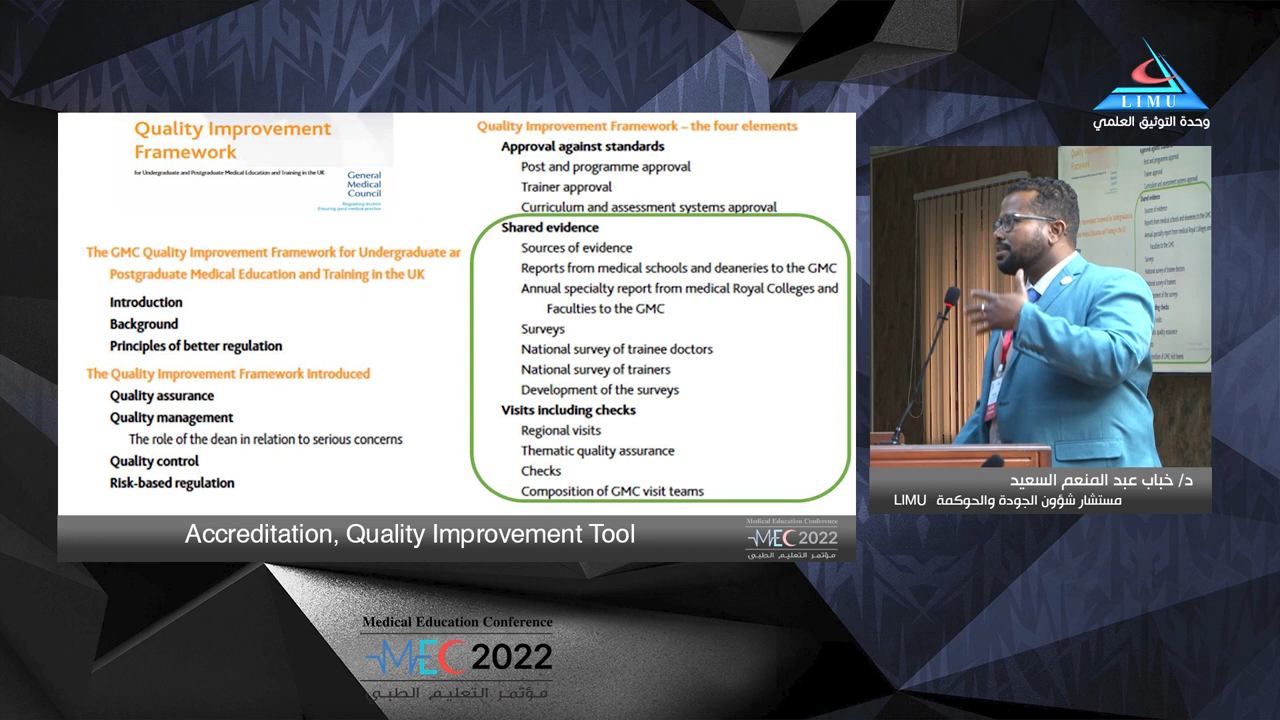 Quality Improvement
Framework
for Undergraduate and Postgraduate Medical Education and Training in the UK
General
Medical
Council
Regulating doctors
Ensuring good medical practice
The GMC Quality Improvement Framework for Undergraduate ar
Postgraduate Medical Education and Training in the UK
Introduction
Background
Principles of better regulation
The Quality Improvement Framework Introduced
Quality assurance
Quality management
The role of the dean in relation to serious concerns
Quality control
Risk-based regulation
Quality Improvement Framework – the four elements
Approval against standards
Post and programme approval
Trainer approval
Curriculum and assessment systems approval
Shared evidence
Sources of evidence
Reports from medical schools and deaneries to the GMC
Annual specialty report from medical Royal Colleges and
Faculties to the GMC
Surveys
National survey of trainee doctors
National survey of trainers
Development of the surveys
Visits including checks
Regional visits
Thematic quality assurance
Checks
Composition of GMC visit teams
Accreditation, Quality Improvement Tool
Medical Education Conference
MEC 2022
مؤتمر التعليم الطبي
LIMU
وحدة التوثيق العلمي
د/ خباب عبد المنعم السعيد
مستشار شؤون الجودة والحوكمة LIMU
Medical Education Conference
MEC 2022
مؤتمر التعليم الطبي